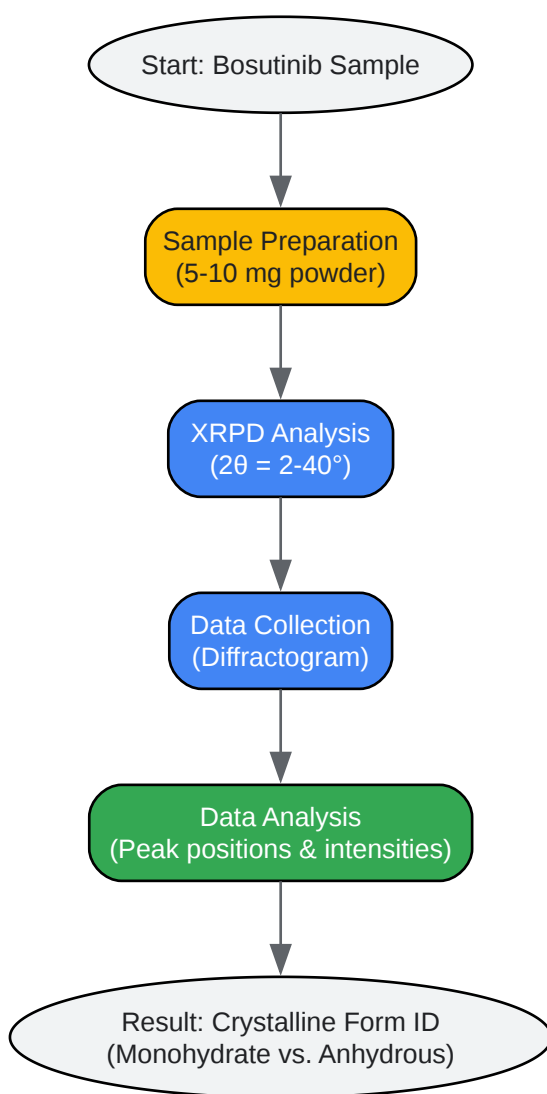 Start: Bosutinib Sample
Sample Preparation
(5-10 mg powder)
XRPD Analysis
(2θ = 2-40°)
Data Collection
(Diffractogram)
Data Analysis
(Peak positions & intensities)
Result: Crystalline Form ID
(Monohydrate vs. Anhydrous)